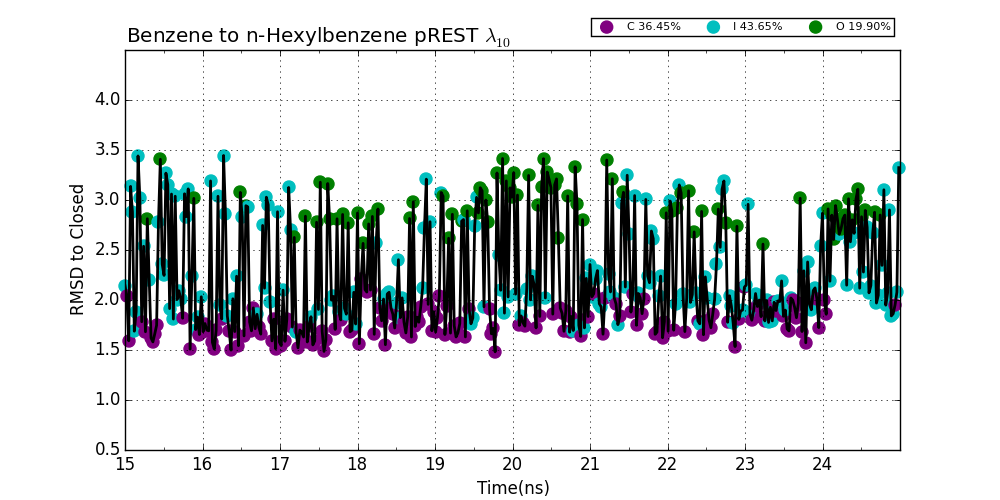 Benzene to n-Hexylbenzene pREST λ10
C 36.45% I 43.65% O 19.90%
4.0
3.5
3.0
2.5
2.0
1.5
1.0
0.5
RMSD to Closed
15 16 17 18 19 20 21 22 23 24
Time(ns)